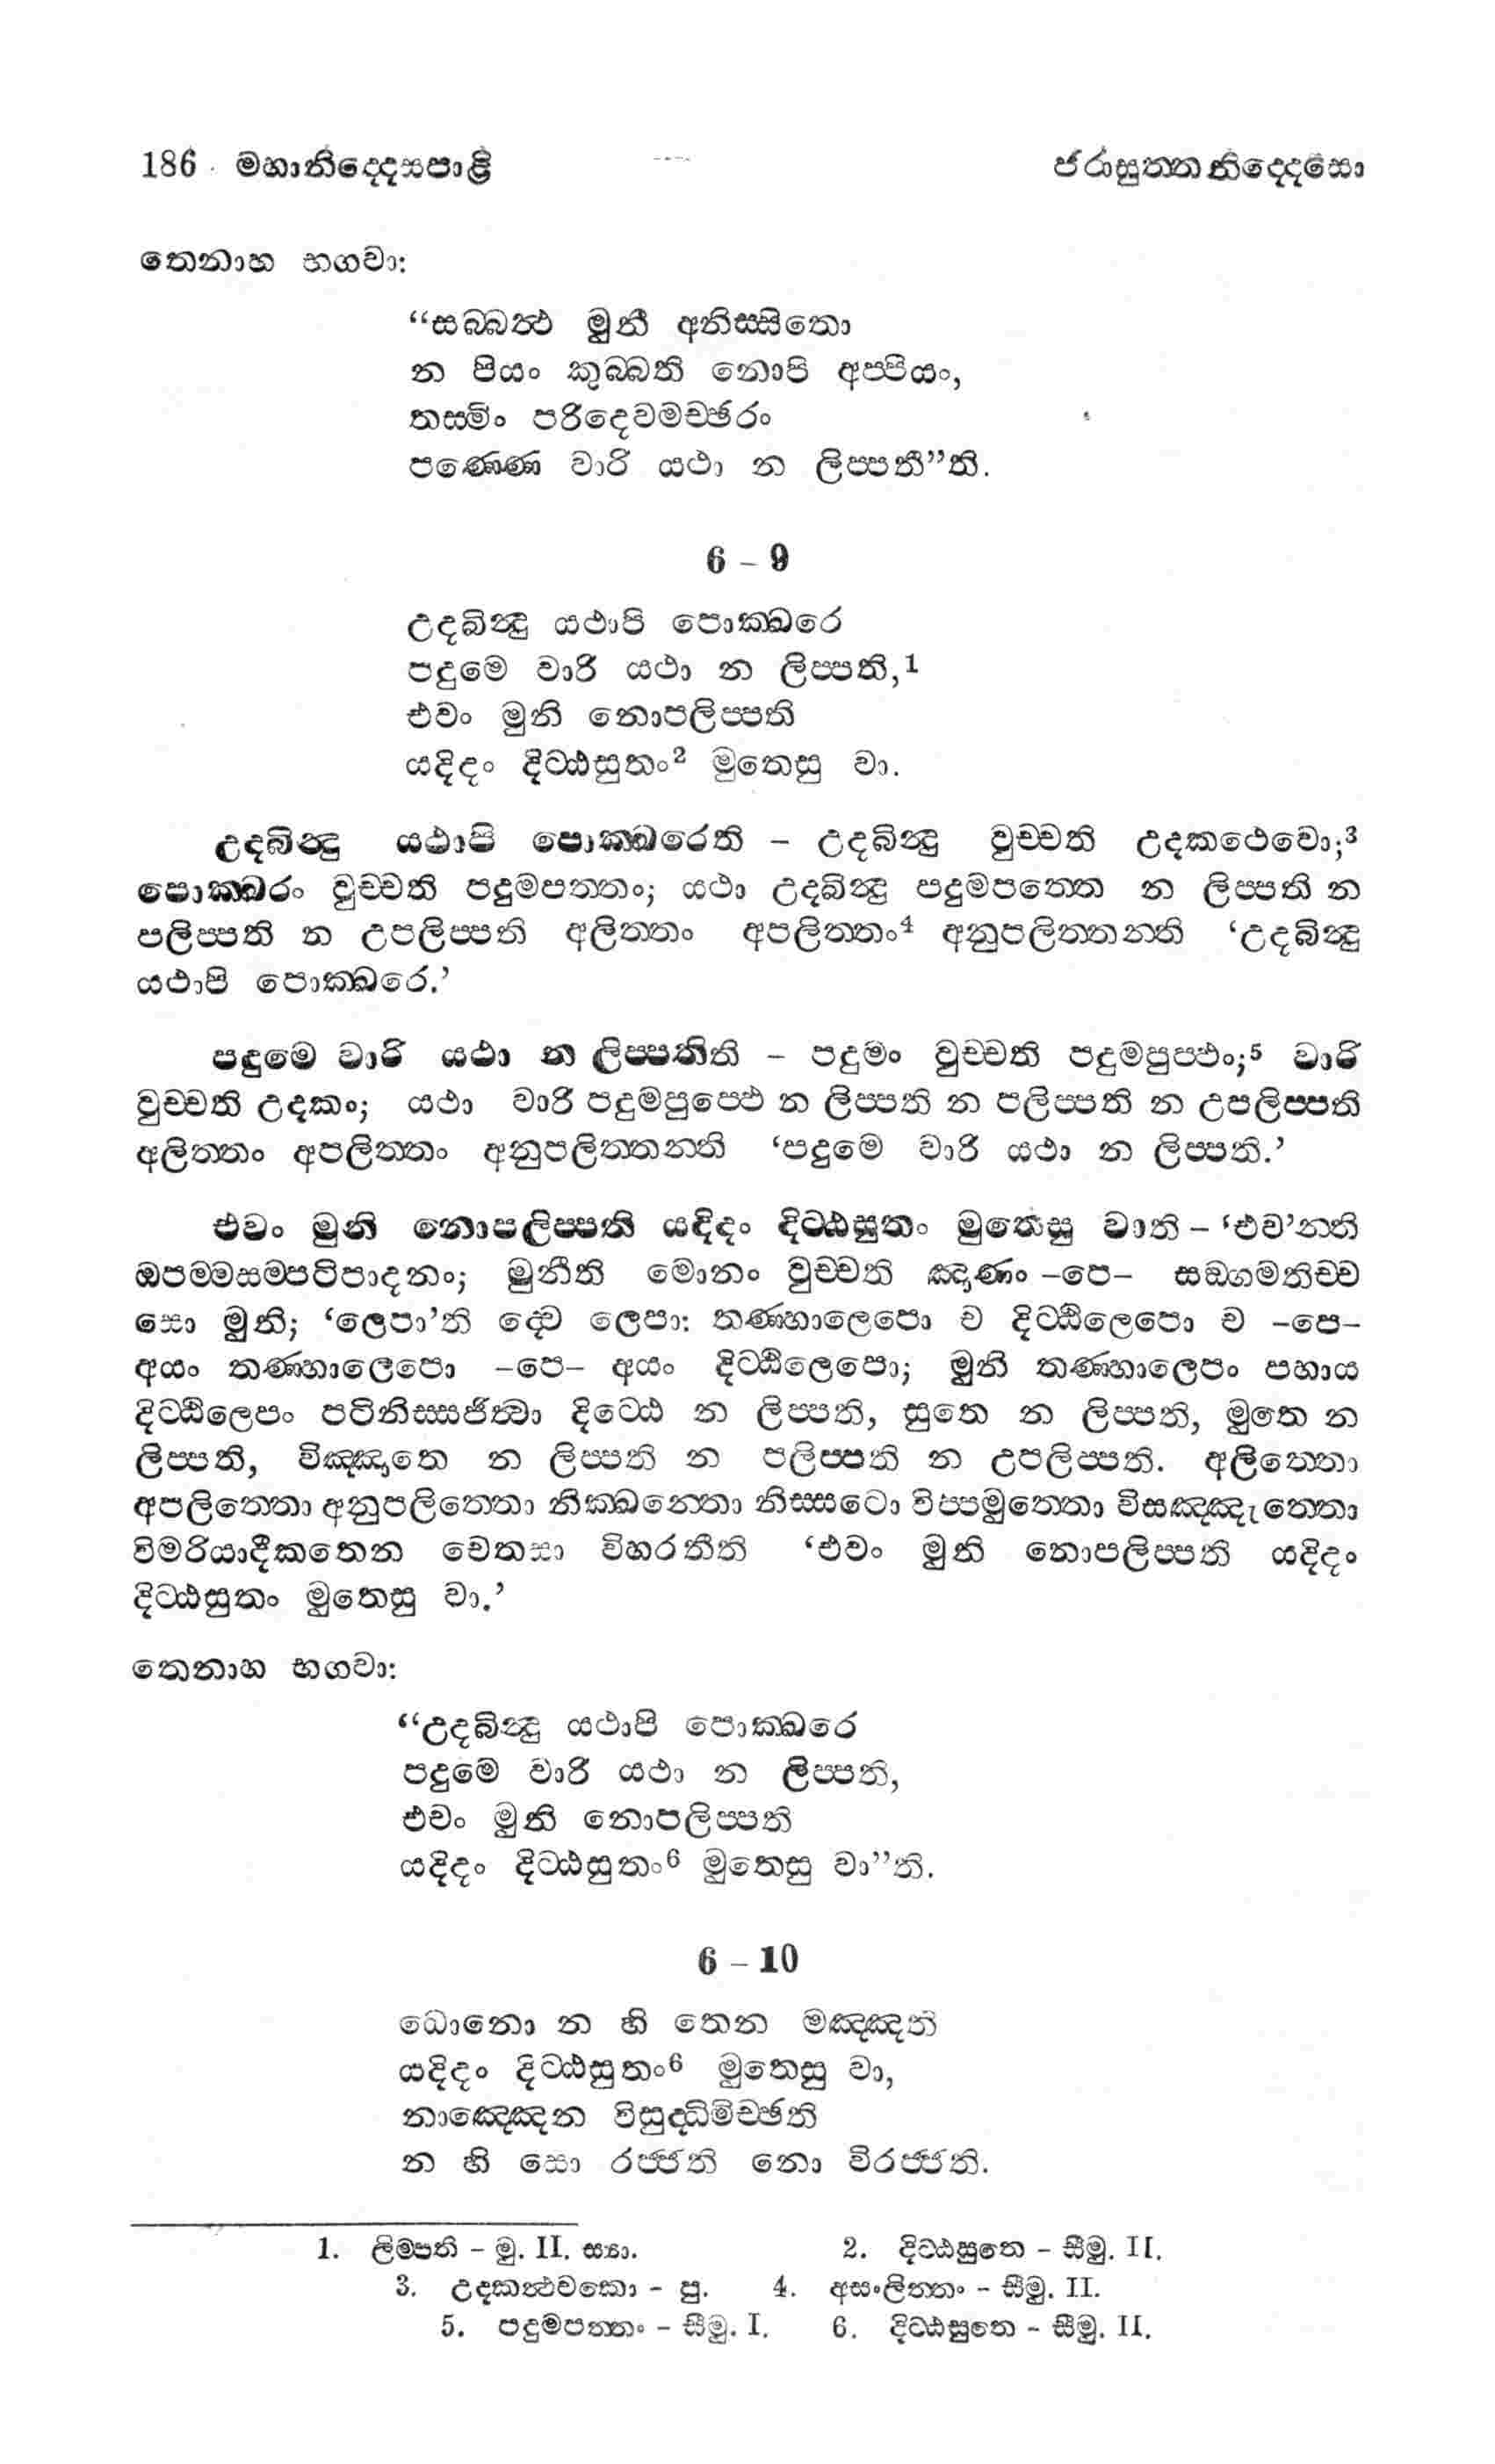 186 මහානිද්දෙසපාළි ජරාසුත්තනිද්දෙසො
තෙනාහ භගවා:
“සබ්බත්ථ මුනී අනිස්සිතො
න පියං කුබ්බති නොපි අප්පියං,
තස්මිං පරිදෙවමච්ඡරං
පණ්ණෙ වාරි යථා න ලිප්පතී”ති.
6 – 9
උදබින්දු යථාපි පොක්ඛරෙ
පදුමෙ වාරි යථා න ලිප්පති,¹
එවං මුනි නොපලිප්පති
යදිදං දිට්ඨසුතං² මුතෙසු වා.
උදබින්දු යථාපි පොක්ඛරෙති – උදබින්දු වුච්චති උදකථෙවො;³
පොක්ඛරං වුච්චති පදුමපත්තං; යථා උදබින්දු පදුමපත්තෙ න ලිප්පති න
පලිප්පති න උපලිප්පති අලිත්තං අපලිත්තං⁴ අනුපලිත්තන්ති ‘උදබින්දු
යථාපි පොක්ඛරෙ.’
පදුමෙ වාරි යථා න ලිප්පතිති – පදුමං වුච්චති පදුමපුප්ඵං;⁵ වාරි
වුච්චති උදකං; යථා වාරි පදුමපුප්ඵෙ න ලිප්පති න පලිප්පති න උපලිප්පති
අලිත්තං අපලිත්තං අනුපලිත්තන්ති ‘පදුමෙ වාරි යථා න ලිප්පති.’
එවං මුනි නොපලිප්පති යදිදං දිට්ඨසුතං මුතෙසු වාති – ‘එව’න්ති
ඔපම්මසම්පටිපාදනං; මුනීති මොනං වුච්චති ඤාණං –පෙ– සඞ්ගමතිච්ච
සො මුනි; ‘ලෙපා’ති ද්වෙ ලෙපා: තණ්හාලෙපො ච දිට්ඨිලෙපො ච –පෙ–
අයං තණ්හාලෙපො –පෙ– අයං දිට්ඨිලෙපො; මුනි තණ්හාලෙපං පහාය
දිට්ඨිලෙපං පටිනිස්සජ්ජිත්වා දිට්ඨෙ න ලිප්පති, සුතෙ න ලිප්පති, මුතෙ න
ලිප්පති, විඤ්ඤාතෙ න ලිප්පති න පලිප්පති න උපලිප්පති. අලිත්තො
අපලිත්තො අනුපලිත්තො නික්ඛන්තො නිස්සටො විප්පමුත්තො විසඤ්ඤුත්තො
විමරියාදීකතෙන චෙතසා විහරතීති ‘එවං මුනි නොපලිප්පති යදිදං
දිට්ඨසුතං මුතෙසු වා.’
තෙනාහ භගවා:
“උදබින්දු යථාපි පොක්ඛරෙ
පදුමෙ වාරි යථා න ලිප්පති,
එවං මුනි නොපලිප්පති
යදිදං දිට්ඨසුතං⁶ මුතෙසු වා”ති.
6 – 10
ධොනො න හි තෙන මඤ්ඤති
යදිදං දිට්ඨසුතං⁶ මුතෙසු වා,
නාඤ්ඤෙන විසුද්ධිමිච්ඡති
න හි සො රජ්ජති නො විරජ්ජති.
1. ලිම්පති – මු. II. ස්‍යා. 2. දිට්ඨසුතෙ – සීමු. II.
3. උදකත්ථෙවකො – පු. 4. අසංලිත්තං – සීමු. II.
5. පදුමපත්තං – සීමු. I. 6. දිට්ඨසුතෙ – සීමු. II.